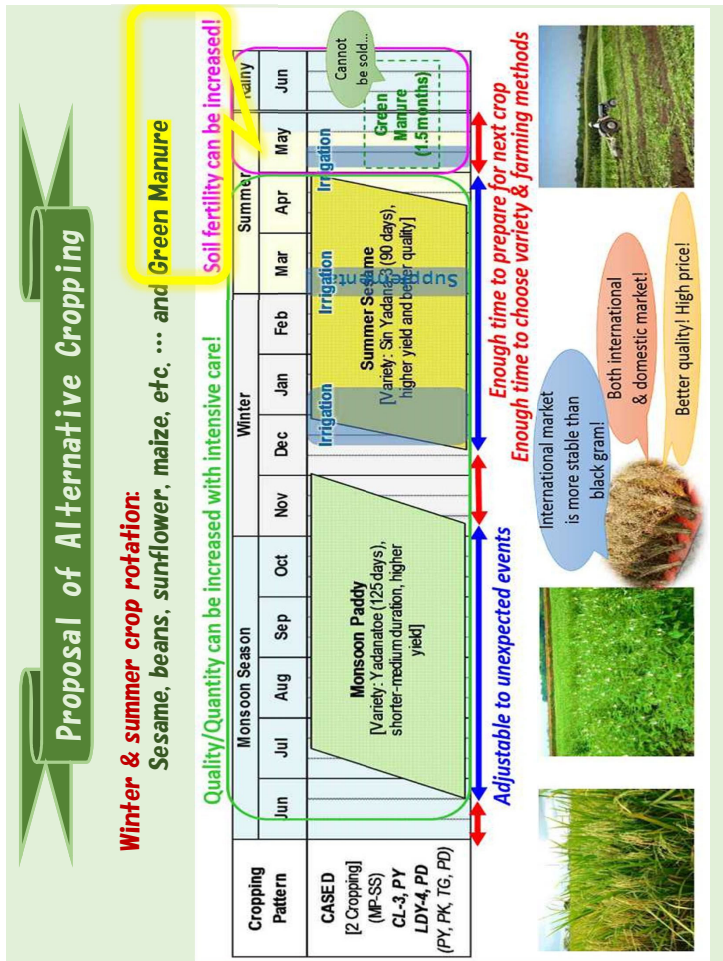 Proposal of Alternative Cropping
Winter & summer crop rotation:
Sesame, beans, sunflower, maize, etc, ... and Green Manure
Quality/Quantity can be increased with intensive care!
Soil fertility can be increased!
Cropping
Pattern
Monsoon Season
Winter
Summer
Rainy
Jun
Jul
Aug
Sep
Oct
Nov
Dec
Jan
Feb
Mar
Apr
May
Jun
CASE D
[2 Cropping]
(MP-SS)
CL-3, PY
LDY-4, PD
(PY, PK, TG, PD)
Monsoon Paddy
[Variety: Yadanatoe (125 days),
shorter-medium duration, higher
yield]
Irrigation
Irrigation
Irrigation
Summer Sesame
[Variety: Sin Yadana-3 (90 days),
higher yield and better quality]
Green
Manure
(1.5months)
Cannot
be sold...
Adjustable to unexpected events
Enough time to prepare for next crop
Enough time to choose variety & farming methods
International market
is more stable than
black gram!
Both international
& domestic market!
Better quality! High price!